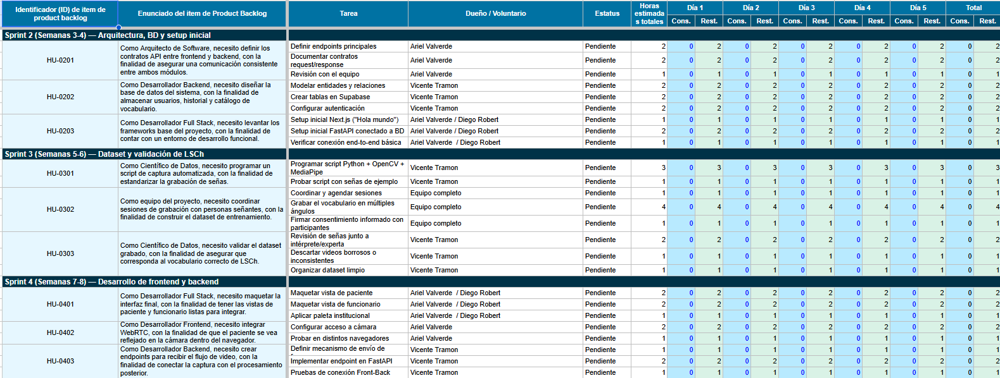 Identificador (ID) de item de product backlog	Enunciado del item de Product Backlog	Tarea	Dueño / Voluntario	Estatus	Horas estimadas totales	Día 1	Día 2	Día 3	Día 4	Día 5	Total
Cons.	Rest.	Cons.	Rest.	Cons.	Rest.	Cons.	Rest.	Cons.	Rest.	Cons.	Rest.
Sprint 2 (Semanas 3-4) — Arquitectura, BD y setup inicial
HU-0201	Como Arquitecto de Software, necesito definir los contratos API entre frontend y backend, con la finalidad de asegurar una comunicación consistente entre ambos módulos.
Definir endpoints principales	Ariel Valverde	Pendiente	2	0	2	0	2	0	2	0	2	0	2	0	2
Documentar contratos request/response	Ariel Valverde	Pendiente	2	0	2	0	2	0	2	0	2	0	2	0	2
Revisión con el equipo	Ariel Valverde	Pendiente	1	0	1	0	1	0	1	0	1	0	1	0	1
HU-0202	Como Desarrollador Backend, necesito diseñar la base de datos del sistema, con la finalidad de almacenar usuarios, historial y catálogo de vocabulario.
Modelar entidades y relaciones	Vicente Tramon	Pendiente	2	0	2	0	2	0	2	0	2	0	2	0	2
Crear tablas en Supabase	Vicente Tramon	Pendiente	2	0	2	0	2	0	2	0	2	0	2	0	2
Configurar autenticación	Vicente Tramon	Pendiente	2	0	2	0	2	0	2	0	2	0	2	0	2
HU-0203	Como Desarrollador Full Stack, necesito levantar los frameworks base del proyecto, con la finalidad de contar con un entorno de desarrollo funcional.
Setup inicial Next.js ("Hola mundo")	Ariel Valverde / Diego Robert	Pendiente	1	0	1	0	1	0	1	0	1	0	1	0	1
Setup inicial FastAPI conectado a BD	Ariel Valverde / Diego Robert	Pendiente	2	0	2	0	2	0	2	0	2	0	2	0	2
Verificar conexión end-to-end básica	Ariel Valverde / Diego Robert	Pendiente	1	0	1	0	1	0	1	0	1	0	1	0	1
Sprint 3 (Semanas 5-6) — Dataset y validación de LSCh
HU-0301	Como Científico de Datos, necesito programar un script de captura automatizada, con la finalidad de estandarizar la grabación de señas.
Programar script Python + OpenCV + MediaPipe	Vicente Tramon	Pendiente	3	0	3	0	3	0	3	0	3	0	3	0	3
Probar script con señas de ejemplo	Vicente Tramon	Pendiente	1	0	1	0	1	0	1	0	1	0	1	0	1
HU-0302	Como equipo del proyecto, necesito coordinar sesiones de grabación con personas señantes, con la finalidad de construir el dataset de entrenamiento.
Coordinar y agendar sesiones	Equipo completo	Pendiente	1	0	1	0	1	0	1	0	1	0	1	0	1
Grabar el vocabulario en múltiples ángulos	Equipo completo	Pendiente	4	0	4	0	4	0	4	0	4	0	4	0	4
Firmar consentimiento informado con participantes	Equipo completo	Pendiente	1	0	1	0	1	0	1	0	1	0	1	0	1
HU-0303	Como Científico de Datos, necesito validar el dataset grabado, con la finalidad de asegurar que corresponda al vocabulario correcto de LSCh.
Revisión de señas junto a intérprete/experta	Vicente Tramon	Pendiente	2	0	2	0	2	0	2	0	2	0	2	0	2
Descartar videos borrosos o inconsistentes	Vicente Tramon	Pendiente	1	0	1	0	1	0	1	0	1	0	1	0	1
Organizar dataset limpio	Vicente Tramon	Pendiente	1	0	1	0	1	0	1	0	1	0	1	0	1
Sprint 4 (Semanas 7-8) — Desarrollo de frontend y backend
HU-0401	Como Desarrollador Full Stack, necesito maquetar la interfaz final, con la finalidad de tener las vistas de paciente y funcionario listas para integrar.
Maquetar vista de paciente	Ariel Valverde / Diego Robert	Pendiente	2	0	2	0	2	0	2	0	2	0	2	0	2
Maquetar vista de funcionario	Ariel Valverde / Diego Robert	Pendiente	2	0	2	0	2	0	2	0	2	0	2	0	2
Aplicar paleta institucional	Ariel Valverde / Diego Robert	Pendiente	1	0	1	0	1	0	1	0	1	0	1	0	1
HU-0402	Como Desarrollador Frontend, necesito integrar WebRTC, con la finalidad de que el paciente se vea reflejado en la cámara dentro del navegador.
Configurar acceso a cámara	Ariel Valverde	Pendiente	2	0	2	0	2	0	2	0	2	0	2	0	2
Probar en distintos navegadores	Ariel Valverde	Pendiente	1	0	1	0	1	0	1	0	1	0	1	0	1
HU-0403	Como Desarrollador Backend, necesito crear endpoints para recibir el flujo de video, con la finalidad de conectar la captura con el procesamiento posterior.
Definir mecanismo de envío de	Vicente Tramon	Pendiente	1	0	1	0	1	0	1	0	1	0	1	0	1
Implementar endpoint en FastAPI	Vicente Tramon	Pendiente	2	0	2	0	2	0	2	0	2	0	2	0	2
Pruebas de conexión Front-Back	Vicente Tramon	Pendiente	1	0	1	0	1	0	1	0	1	0	1	0	1